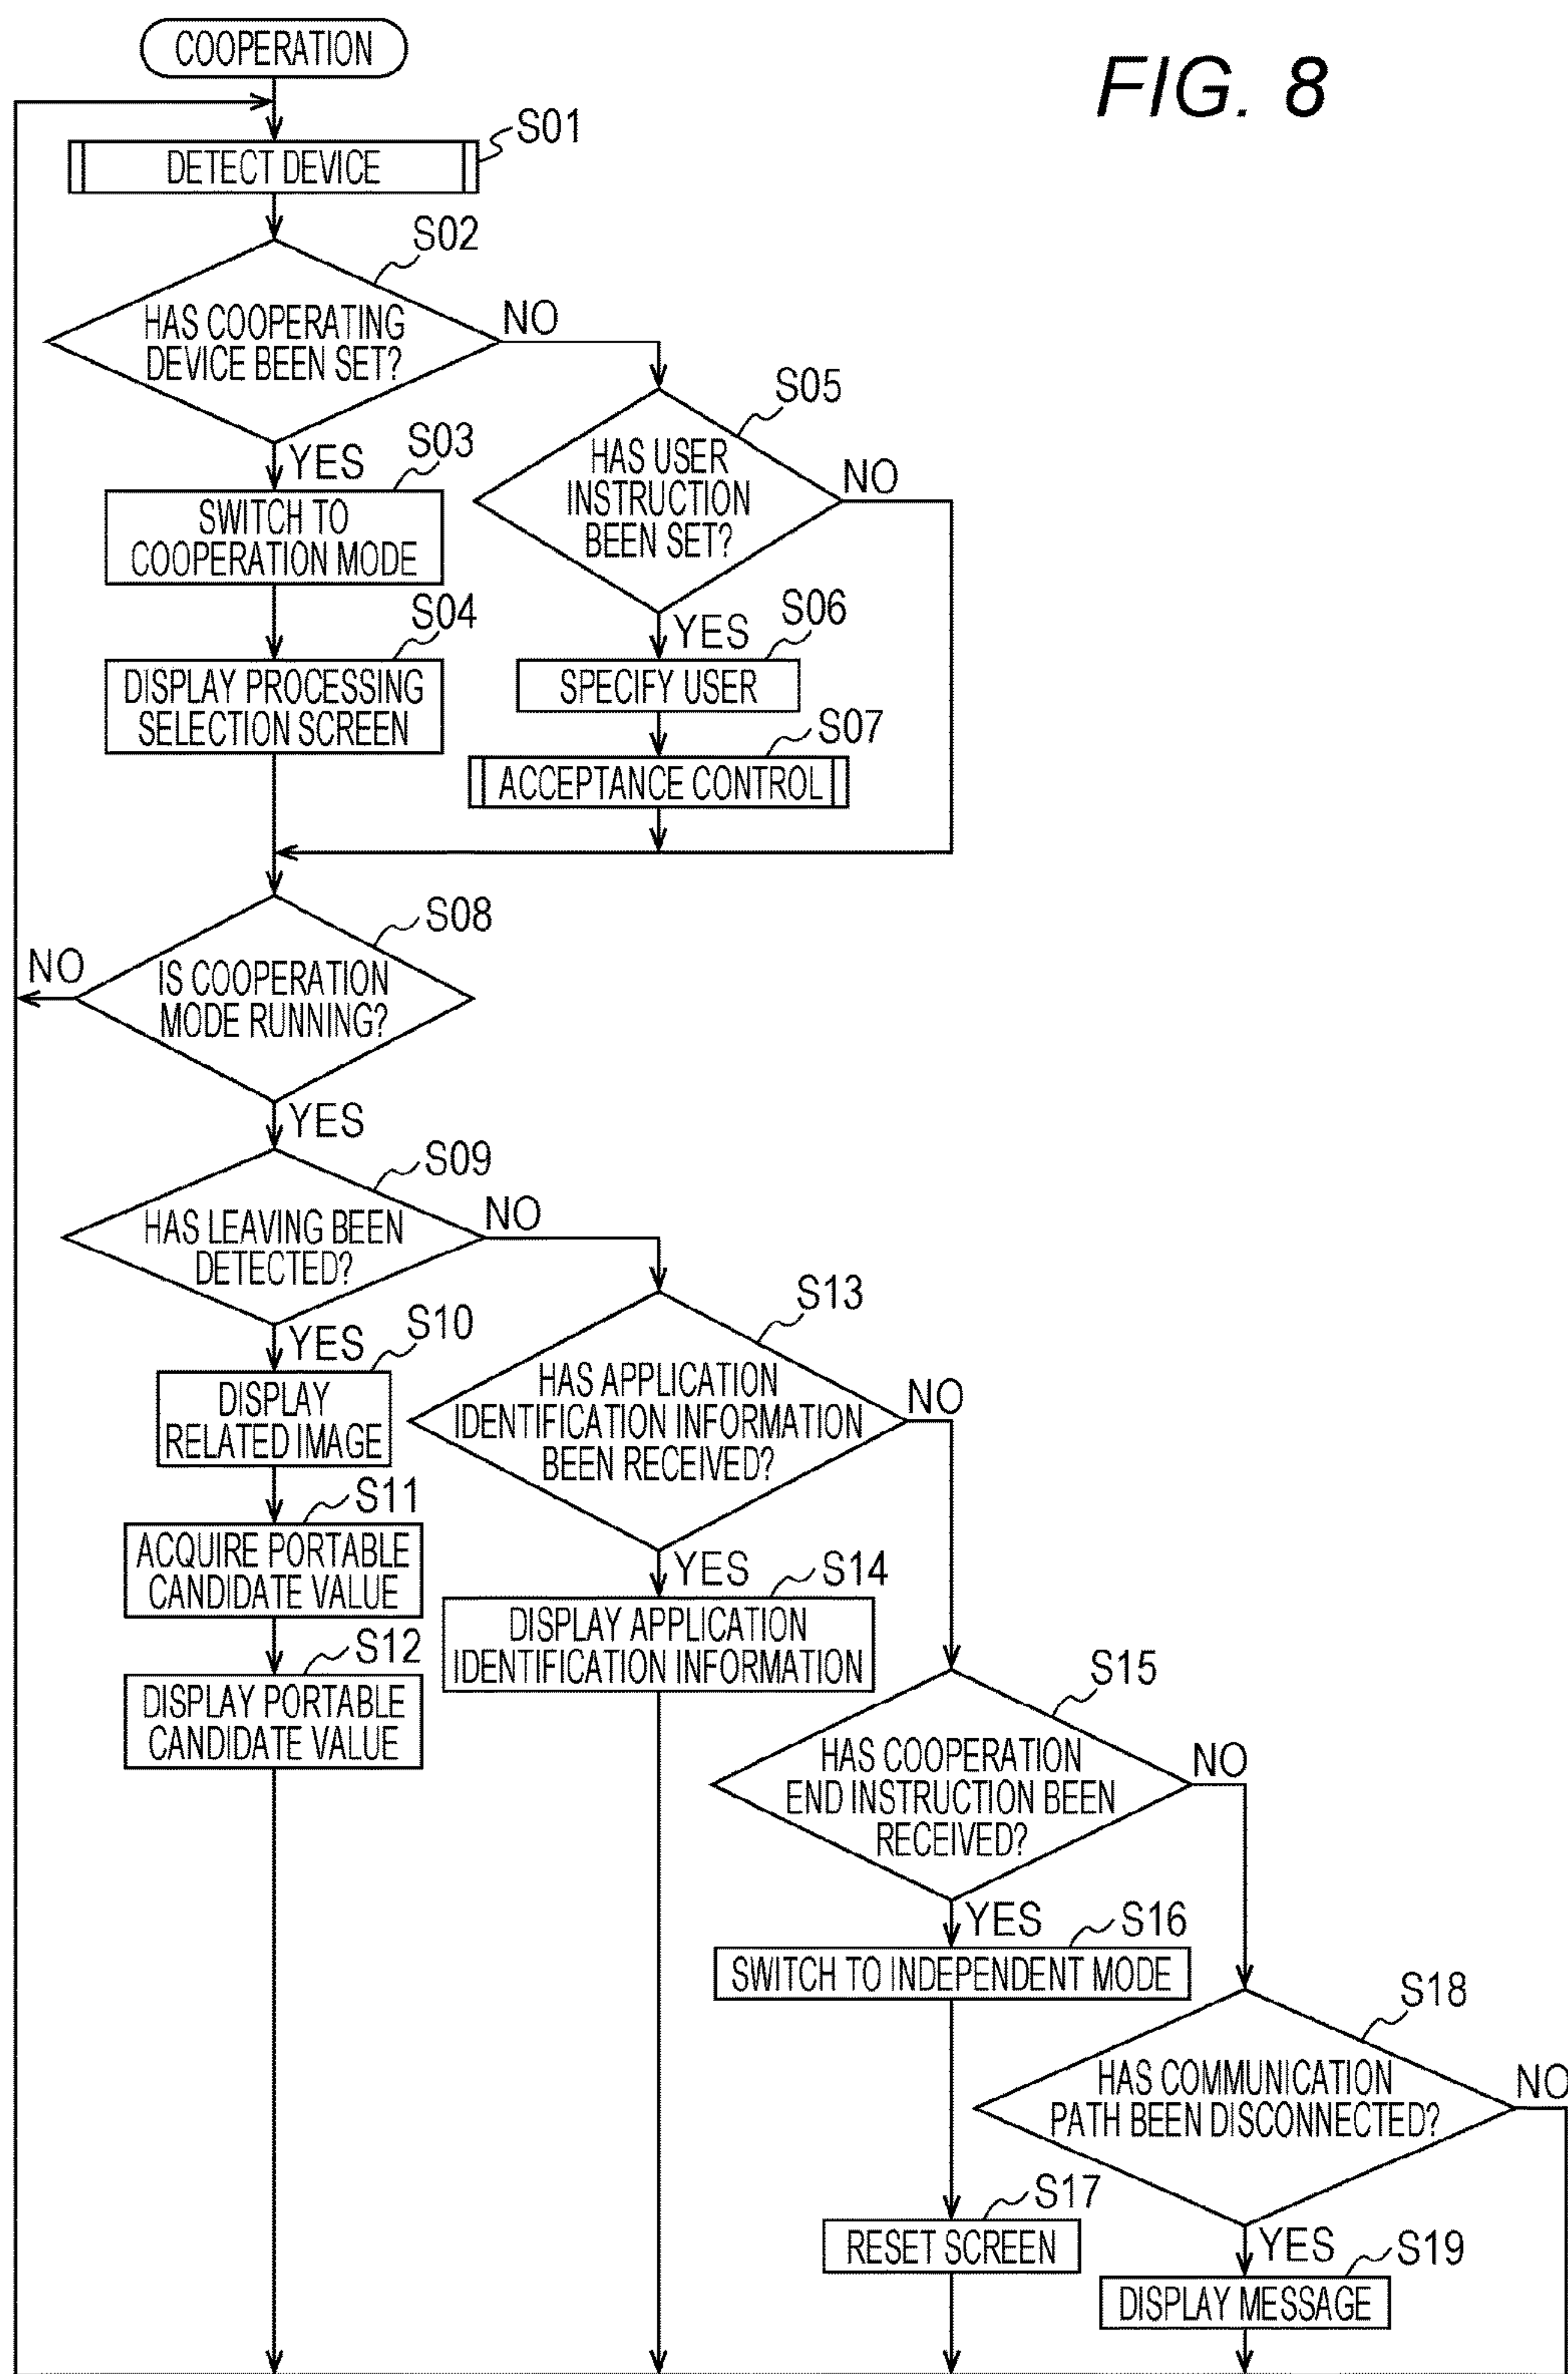 FIG. 8
COOPERATION
S01
DETECT DEVICE
S02
HAS COOPERATING
DEVICE BEEN SET?
NO
YES
S03
SWITCH TO
COOPERATION MODE
S04
DISPLAY PROCESSING
SELECTION SCREEN
S05
HAS USER
INSTRUCTION
BEEN SET?
NO
YES
S06
SPECIFY USER
S07
ACCEPTANCE CONTROL
S08
IS COOPERATION
MODE RUNNING?
NO
YES
S09
HAS LEAVING BEEN
DETECTED?
NO
YES
S10
DISPLAY
RELATED IMAGE
S11
ACQUIRE PORTABLE
CANDIDATE VALUE
S12
DISPLAY PORTABLE
CANDIDATE VALUE
S13
HAS APPLICATION
IDENTIFICATION INFORMATION
BEEN RECEIVED?
NO
YES
S14
DISPLAY APPLICATION
IDENTIFICATION INFORMATION
S15
HAS COOPERATION
END INSTRUCTION BEEN
RECEIVED?
NO
YES
S16
SWITCH TO INDEPENDENT MODE
S17
RESET SCREEN
S18
HAS COMMUNICATION
PATH BEEN DISCONNECTED?
NO
YES
S19
DISPLAY MESSAGE